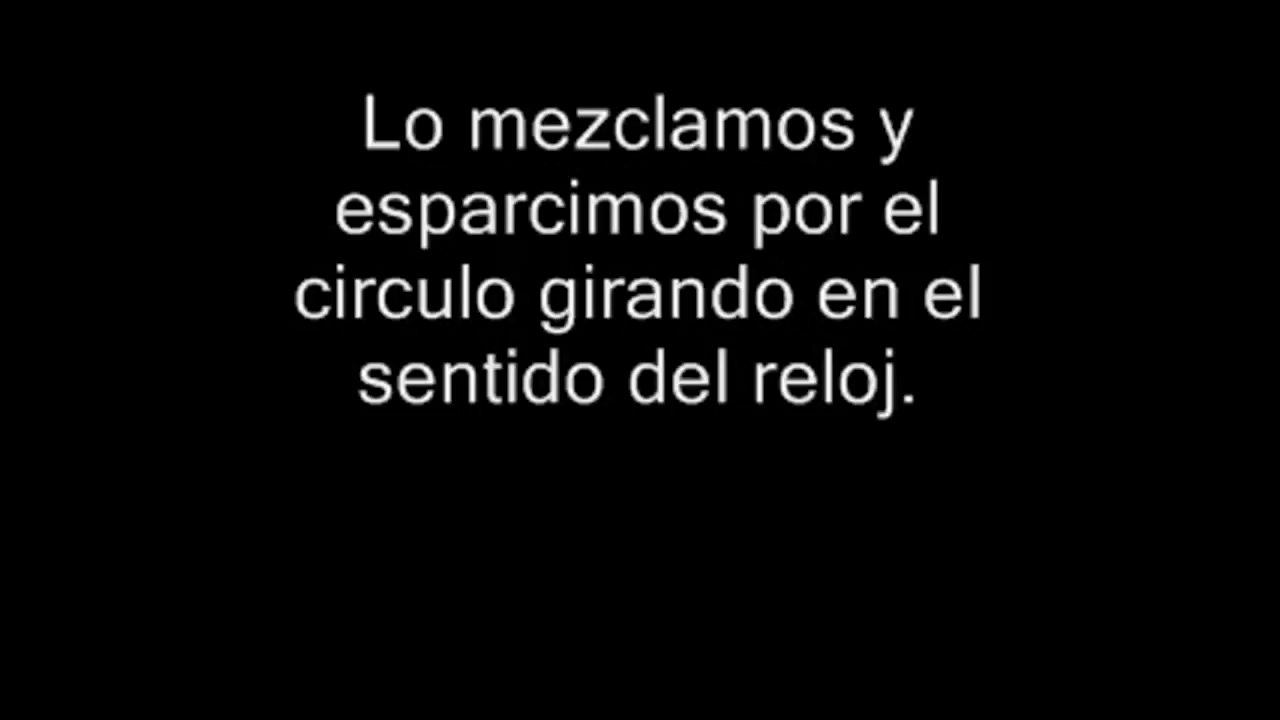 Lo mezclamos y
esparcimos por el
circulo girando en el
sentido del reloj.